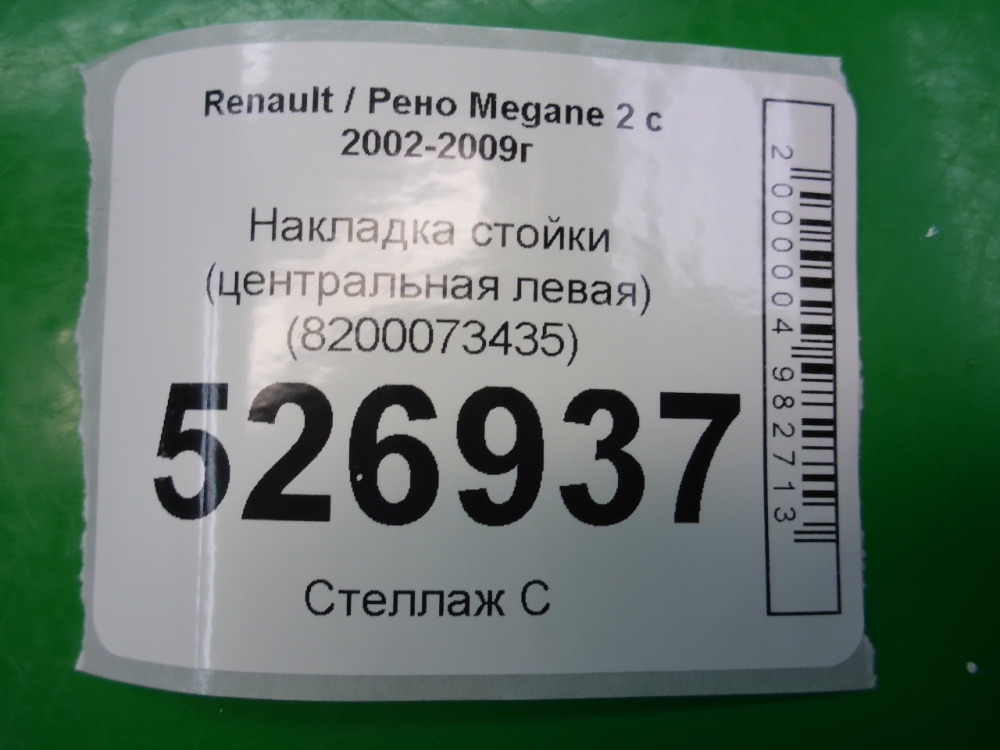 Renault / Рено Megane 2 с
2002-2009г
Накладка стойки
(центральная левая)
(8200073435)
526937
Стеллаж С
2000004982713